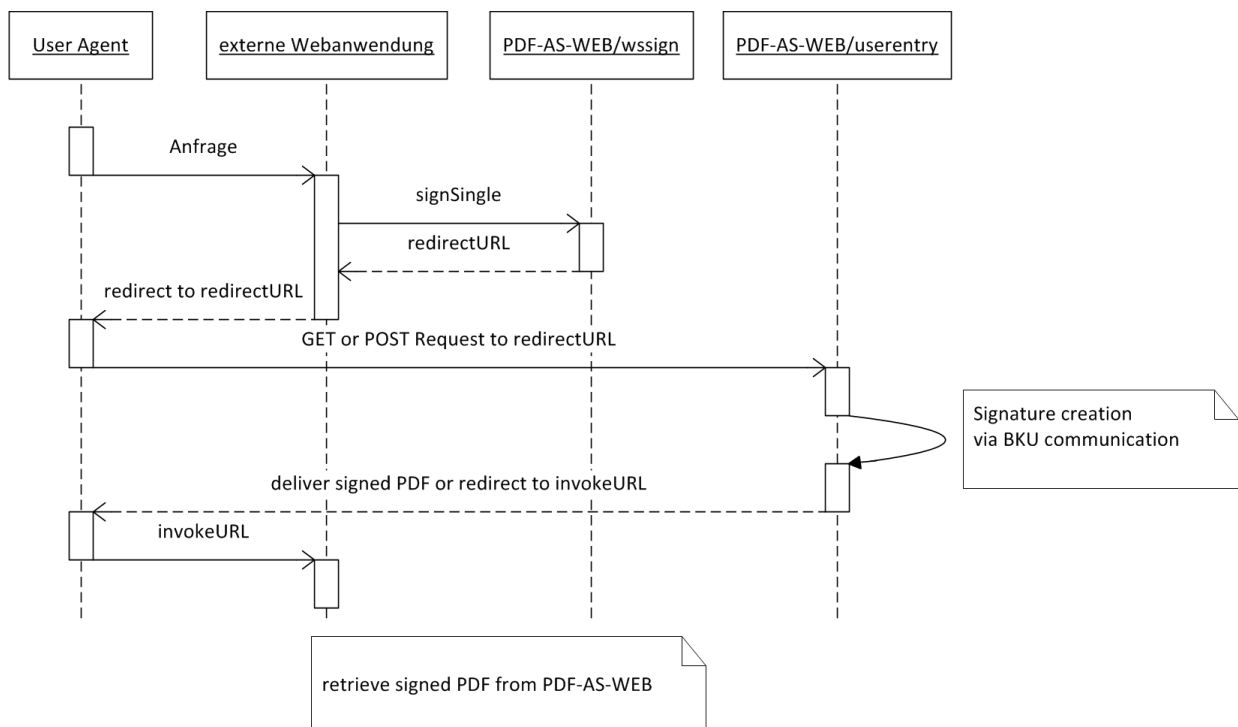 User Agent
externe Webanwendung
PDF-AS-WEB/wssign
PDF-AS-WEB/userentry
Anfrage
signSingle
redirectURL
redirect to redirectURL
GET or POST Request to redirectURL
Signature creation
via BKU communication
deliver signed PDF or redirect to invokeURL
invokeURL
retrieve signed PDF from PDF-AS-WEB